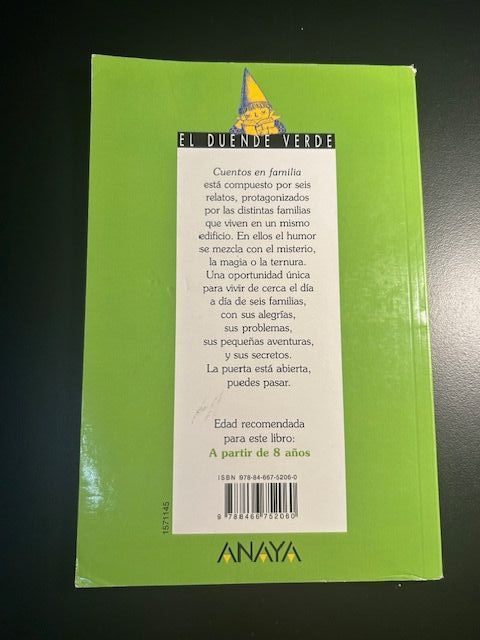 EL DUENDE VERDE
Cuentos en familia
está compuesto por seis
relatos, protagonizados
por las distintas familias
que viven en un mismo
edificio. En ellos el humor
se mezcla con el misterio,
la magia o la ternura.
Una oportunidad única
para vivir de cerca el día
a día de seis familias,
con sus alegrías,
sus problemas,
sus pequeñas aventuras,
y sus secretos.
La puerta está abierta,
puedes pasar.
Edad recomendada
para este libro:
A partir de 8 años
ISBN 978-84-667-5206-0
9 788466 752060
1571145
ANAYA